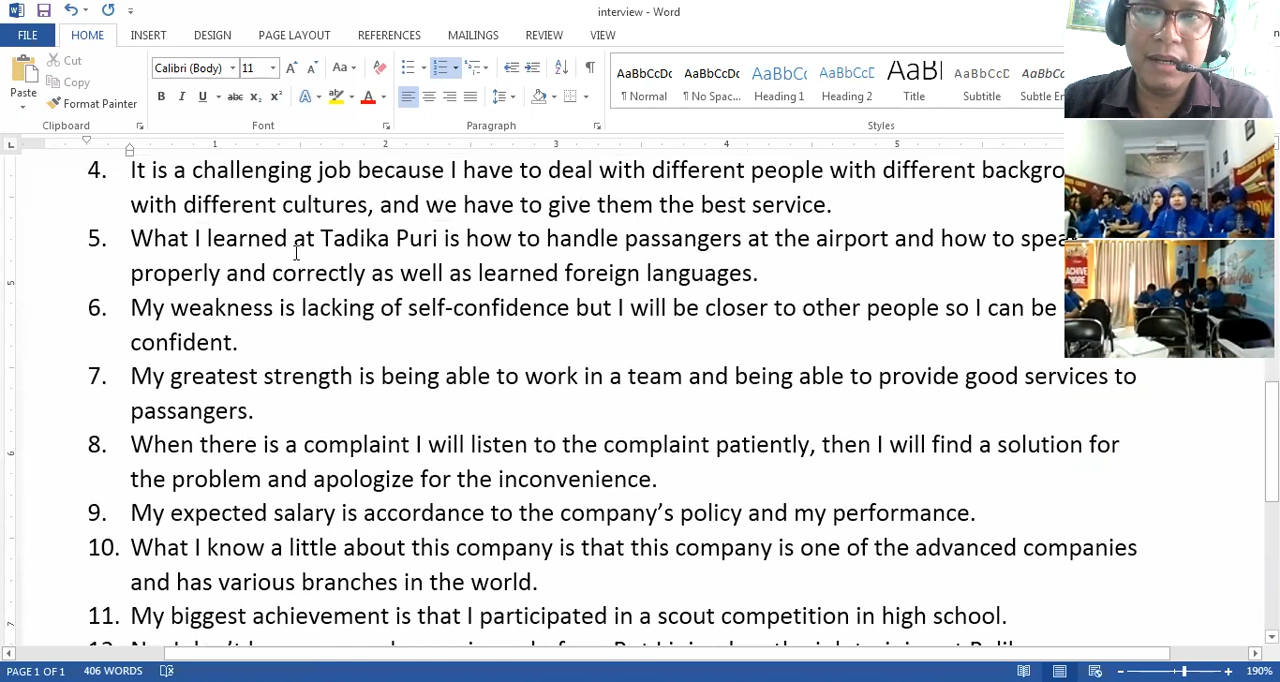 interview - Word
FILE HOME INSERT DESIGN PAGE LAYOUT REFERENCES MAILINGS REVIEW VIEW
Cut
Calibri (Body) 11
Copy
Paste
Format Painter
AaBbCcDc AaBbCcDc AaBbCc AaBbCcC AaBl AaBbCcD
¶ Normal ¶ No Spac... Heading 1 Heading 2 Title Subtitle Subtle En
Clipboard Font Paragraph Styles
1 2 3 4 5
4. It is a challenging job because I have to deal with different people with different backgro
with different cultures, and we have to give them the best service.
5. What I learned at Tadika Puri is how to handle passangers at the airport and how to spea
properly and correctly as well as learned foreign languages.
6. My weakness is lacking of self-confidence but I will be closer to other people so I can be
confident.
7. My greatest strength is being able to work in a team and being able to provide good services to
passangers.
8. When there is a complaint I will listen to the complaint patiently, then I will find a solution for
the problem and apologize for the inconvenience.
9. My expected salary is accordance to the company’s policy and my performance.
10. What I know a little about this company is that this company is one of the advanced companies
and has various branches in the world.
11. My biggest achievement is that I participated in a scout competition in high school.
PAGE 1 OF 1 406 WORDS 190%